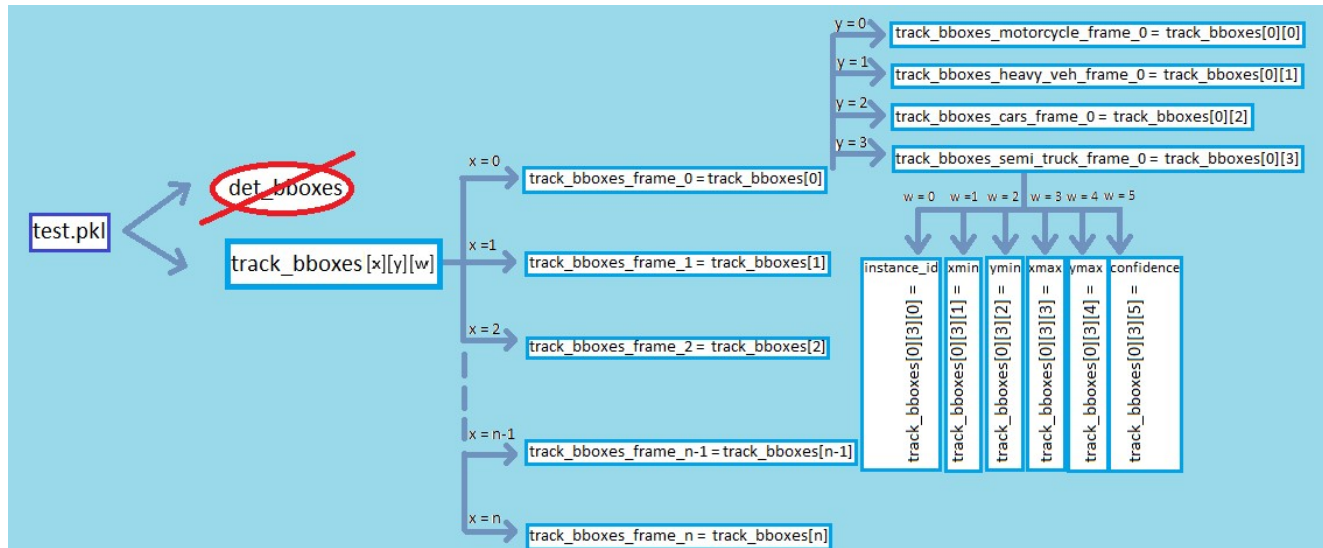 test.pkl
det_bboxes
track_bboxes [x][y][w]
x = 0
track_bboxes_frame_0 = track_bboxes[0]
x =1
track_bboxes_frame_1 = track_bboxes[1]
x = 2
track_bboxes_frame_2 = track_bboxes[2]
x = n-1
track_bboxes_frame_n-1 = track_bboxes[n-1]
x = n
track_bboxes_frame_n = track_bboxes[n]
y = 0
track_bboxes_motorcycle_frame_0 = track_bboxes[0][0]
y = 1
track_bboxes_heavy_veh_frame_0 = track_bboxes[0][1]
y = 2
track_bboxes_cars_frame_0 = track_bboxes[0][2]
y = 3
track_bboxes_semi_truck_frame_0 = track_bboxes[0][3]
w = 0 w =1 w = 2 w = 3 w = 4 w = 5
instance_id xmin ymin xmax ymax confidence
track_bboxes[0][3][0] =
track_bboxes[0][3][1] =
track_bboxes[0][3][2] =
track_bboxes[0][3][3] =
track_bboxes[0][3][4] =
track_bboxes[0][3][5] =